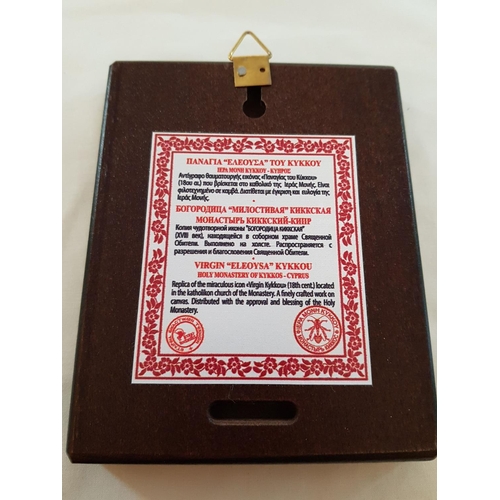 ΠΑΝΑΓΙΑ "ΕΛΕΟΥΣΑ" ΤΟΥ ΚΥΚΚΟΥ
ΙΕΡΑ ΜΟΝΗ ΚΥΚΚΟΥ - ΚΥΠΡΟΣ
Αντίγραφο θαυματουργής εικόνας «Παναγίας του Κύκκου»
(18ου αι.) που βρίσκεται στο καθολικό της Ιεράς Μονής. Είναι
φιλοτεχνημένο σε καμβά. Διατίθεται με έγκριση και ευλογία της
Ιεράς Μονής.
БОГОРОДИЦА "МИЛОСТИВАЯ" КИККСКАЯ
МОНАСТЫРЬ КИККСКИЙ-КИПР
Копия чудотворной иконы "БОГОРОДИЦА КИККСКАЯ"
(XVIII век), находящейся в соборном храме Священной
Обители. Выполнено на холсте. Распространяется с
разрешения и благословения Священной Обители.
VIRGIN "ELEOYSA" KYKKOU
HOLY MONASTERY OF KYKKOS - CYPRUS
Replica of the miraculous icon «Virgin Kykkou» (18th cent.) located
in the katholikon church of the Monastery. A finely crafted work on
canvas. Distributed with the approval and blessing of the Holy
Monastery.
ΙΕΡΑ ΜΟΝΗ ΚΥΚΚΟΥ
МОНАСТЫРЬ КИККОС